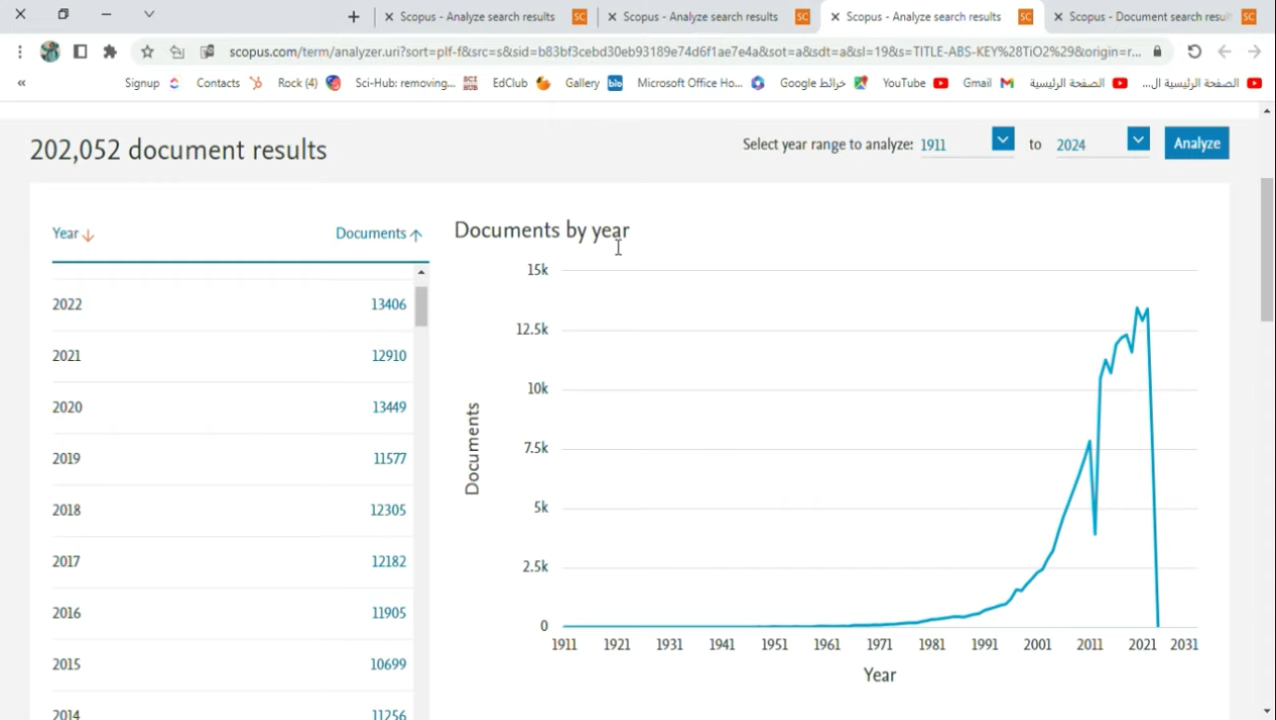 Scopus - Analyze search results
Scopus - Analyze search results
Scopus - Analyze search results
Scopus - Document search resu
scopus.com/term/analyzer.uri?sort=plf-f&src=s&sid=b83bf3cebd30eb93189e74d6f1ae7e4a&sot=a&sdt=a&sl=19&s=TITLE-ABS-KEY%28TiO2%29&origin=r...
Signup
Contacts
Rock (4)
Sci-Hub: removing...
SCI HUB
EdClub
Gallery
blo
Microsoft Office Ho...
خرائط Google
YouTube
Gmail
الصفحة الرئيسية
الصفحة الرئيسية ال...
202,052 document results
Select year range to analyze: 1911 to 2024 Analyze
Year Documents
2022 13406
2021 12910
2020 13449
2019 11577
2018 12305
2017 12182
2016 11905
2015 10699
2014 11256
Documents by year
15k
12.5k
10k
7.5k
5k
2.5k
0
Documents
1911 1921 1931 1941 1951 1961 1971 1981 1991 2001 2011 2021 2031
Year